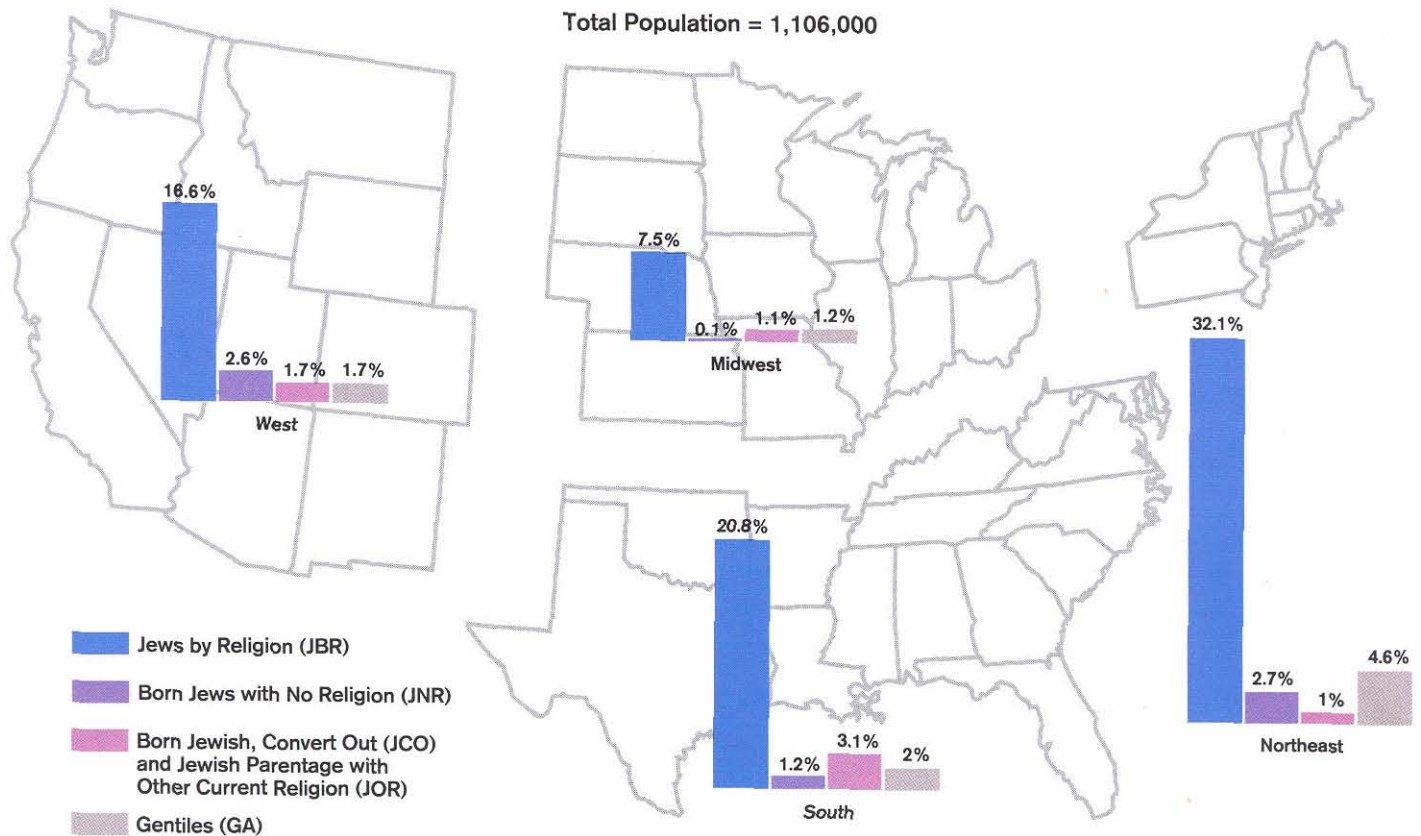 Total Population = 1,106,000
16.6%
2.6%
1.7%
1.7%
West
7.5%
0.1%
1.1%
1.2%
Midwest
32.1%
2.7%
1%
4.6%
Northeast
20.8%
1.2%
3.1%
2%
South
Jews by Religion (JBR)
Born Jews with No Religion (JNR)
Born Jewish, Convert Out (JCO)
and Jewish Parentage with
Other Current Religion (JOR)
Gentiles (GA)